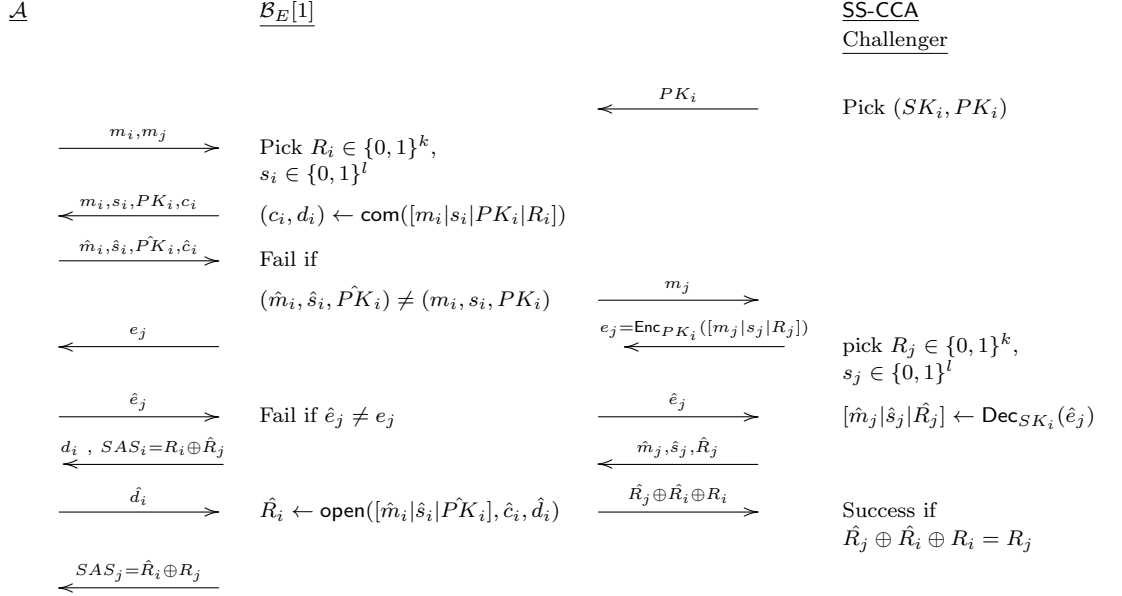 𝒜 ℬ_E[1] SS-CCA
Challenger
PK_i Pick (SK_i, PK_i)
m_i,m_j Pick R_i ∈ {0, 1}^k,
s_i ∈ {0, 1}^l
m_i,s_i,PK_i,c_i (c_i, d_i) ← com([m_i|s_i|PK_i|R_i])
m̂_i,ŝ_i,P̂K_i,ĉ_i Fail if
(m̂_i, ŝ_i, P̂K_i) ≠ (m_i, s_i, PK_i) m_j
e_j e_j=Enc_{PK_i}([m_j|s_j|R_j]) pick R_j ∈ {0, 1}^k,
s_j ∈ {0, 1}^l
ê_j Fail if ê_j ≠ e_j ê_j [m̂_j|ŝ_j|R̂_j] ← Dec_{SK_i}(ê_j)
d_i , SAS_i=R_i⊕R̂_j m̂_j,ŝ_j,R̂_j
d̂_i R̂_i ← open([m̂_i|ŝ_i|P̂K_i], ĉ_i, d̂_i) R̂_j⊕R̂_i⊕R_i Success if
R̂_j ⊕ R̂_i ⊕ R_i = R_j
SAS_j=R̂_i⊕R_j